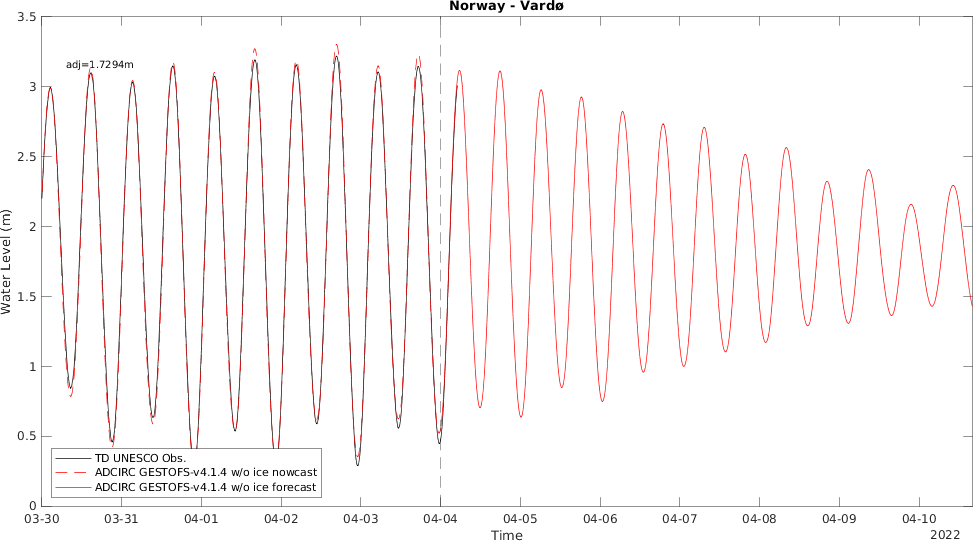 Norway - Vardø
adj=1.7294m
3.5
3
2.5
2
1.5
1
0.5
0
Water Level (m)
TD UNESCO Obs.
ADCIRC GESTOFS-v4.1.4 w/o ice nowcast
ADCIRC GESTOFS-v4.1.4 w/o ice forecast
03-30 03-31 04-01 04-02 04-03 04-04 04-05 04-06 04-07 04-08 04-09 04-10
Time
2022